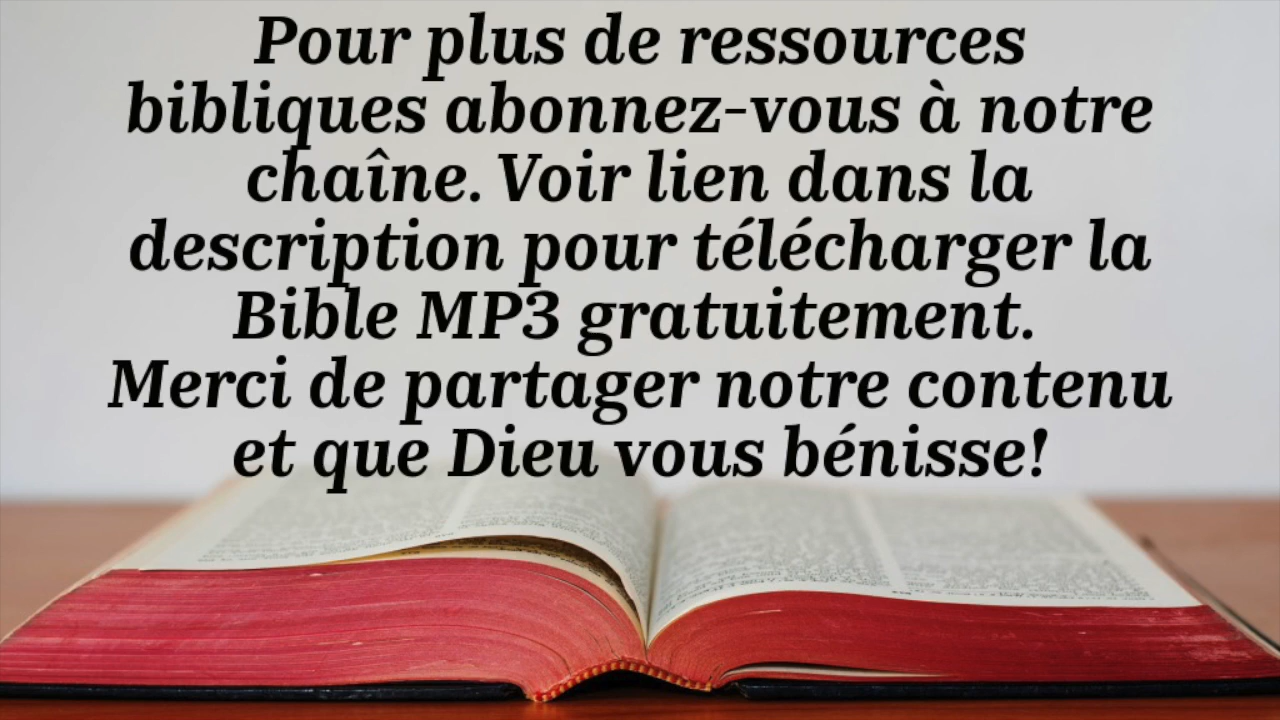 Pour plus de ressources
bibliques abonnez-vous à notre
chaîne. Voir lien dans la
description pour télécharger la
Bible MP3 gratuitement.
Merci de partager notre contenu
et que Dieu vous bénisse!